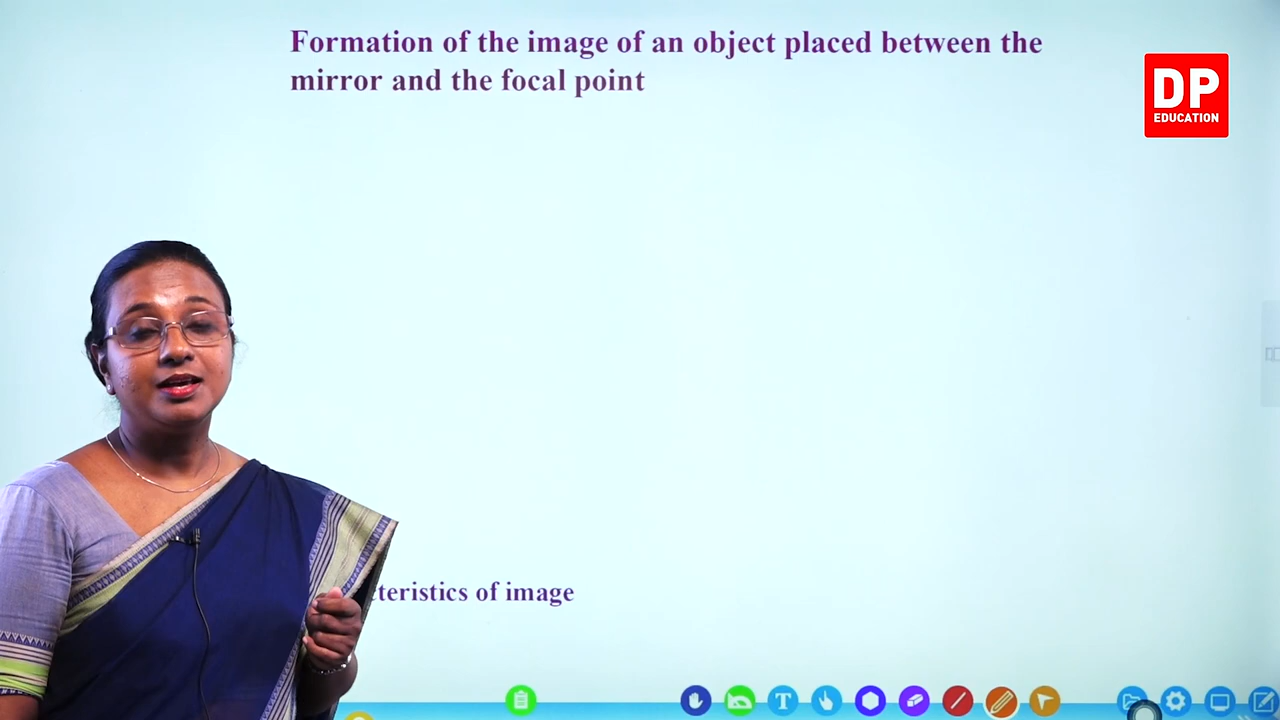 Formation of the image of an object placed between the
mirror and the focal point
DP
EDUCATION
cteristics of image
T